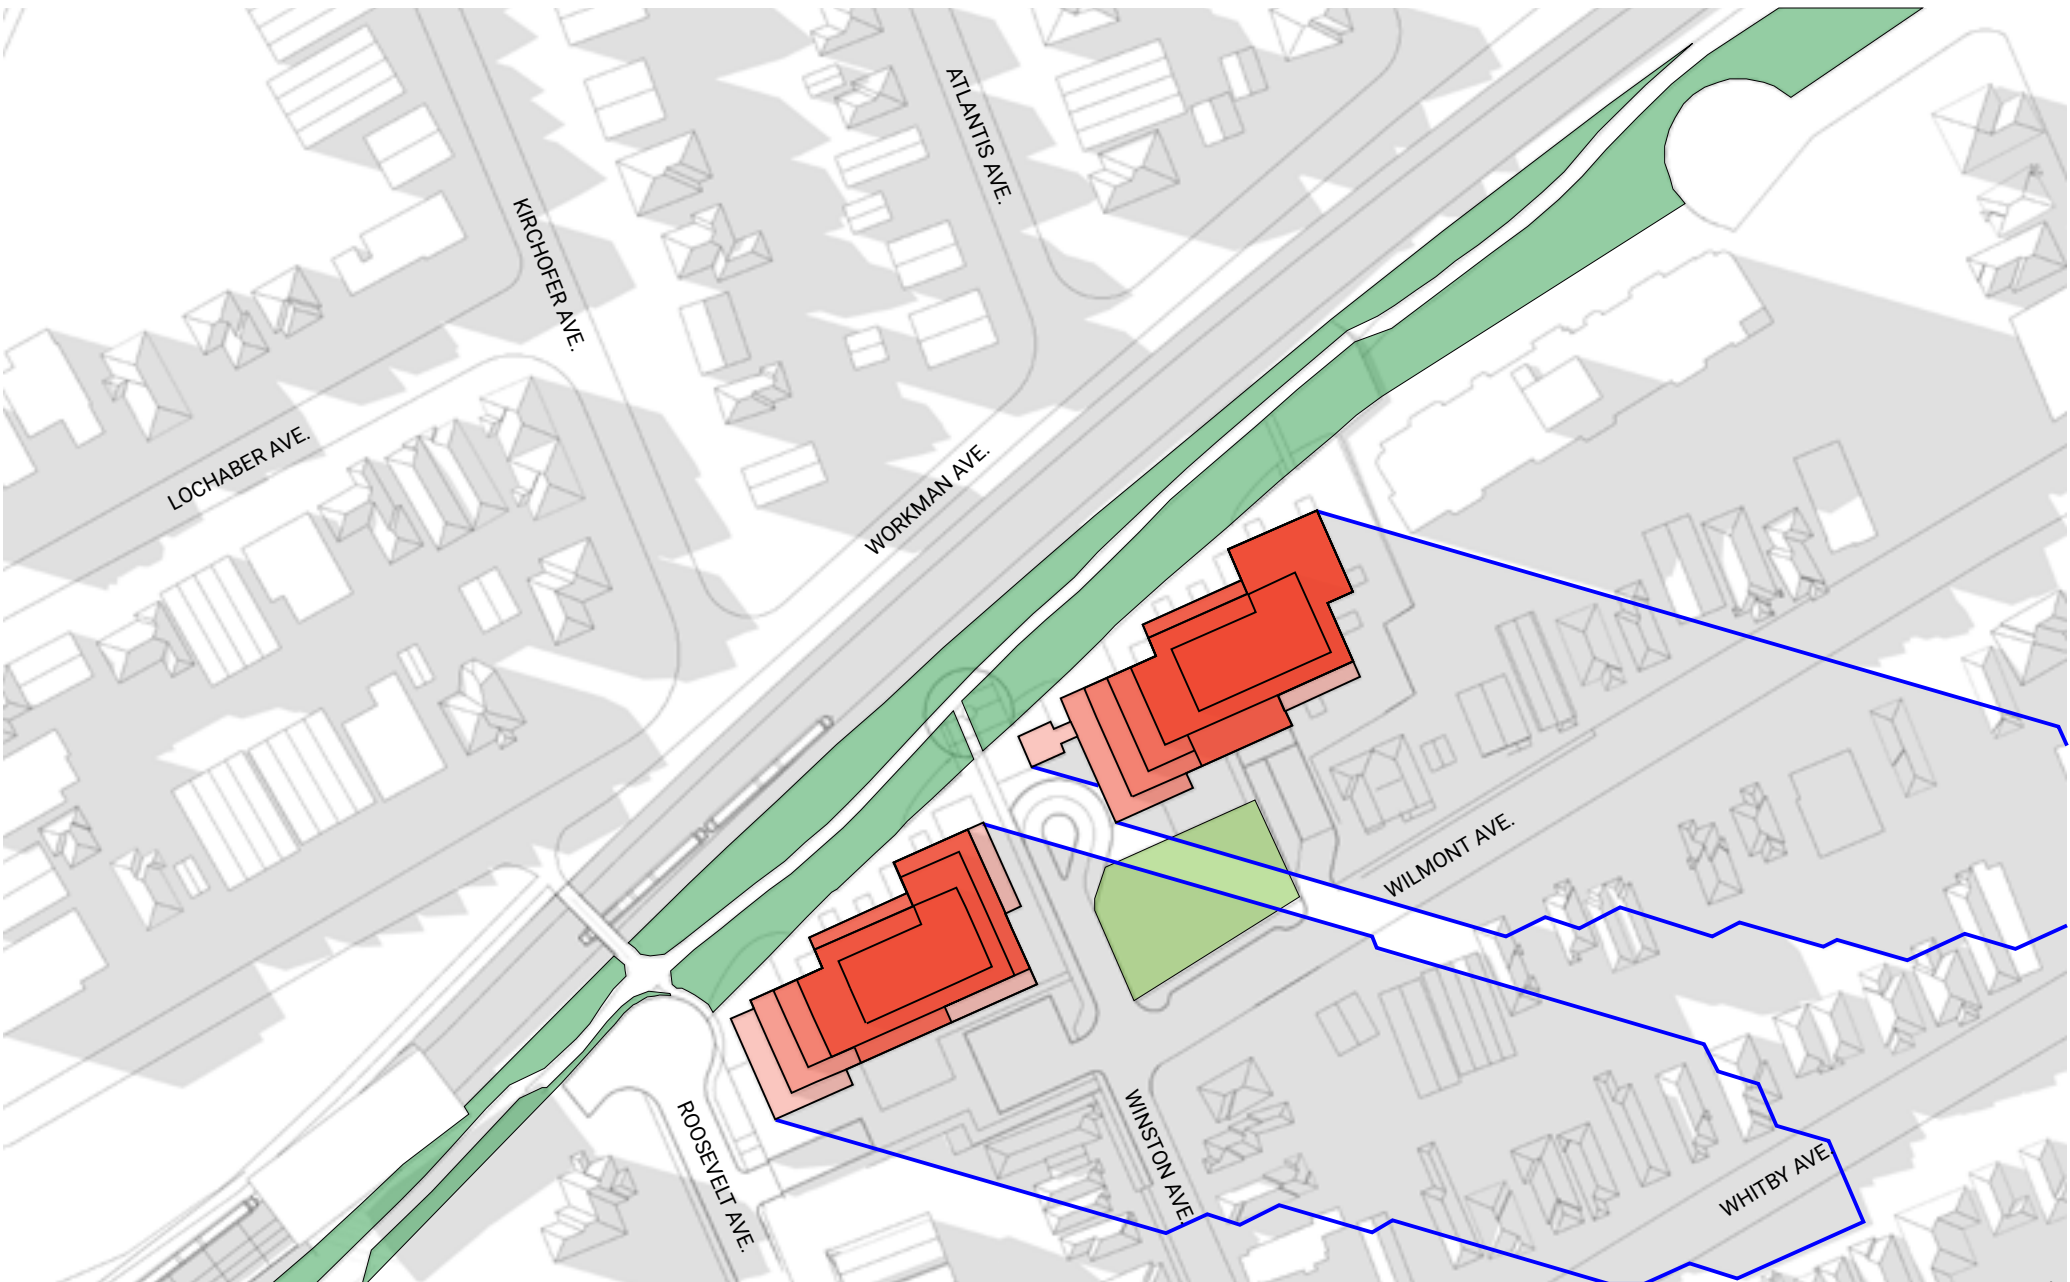 ATLANTIS AVE.
KIRCHOFER AVE.
LOCHABER AVE.
WORKMAN AVE.
WILMONT AVE.
ROOSEVELT AVE.
WINSTON AVE.
WHITBY AVE.